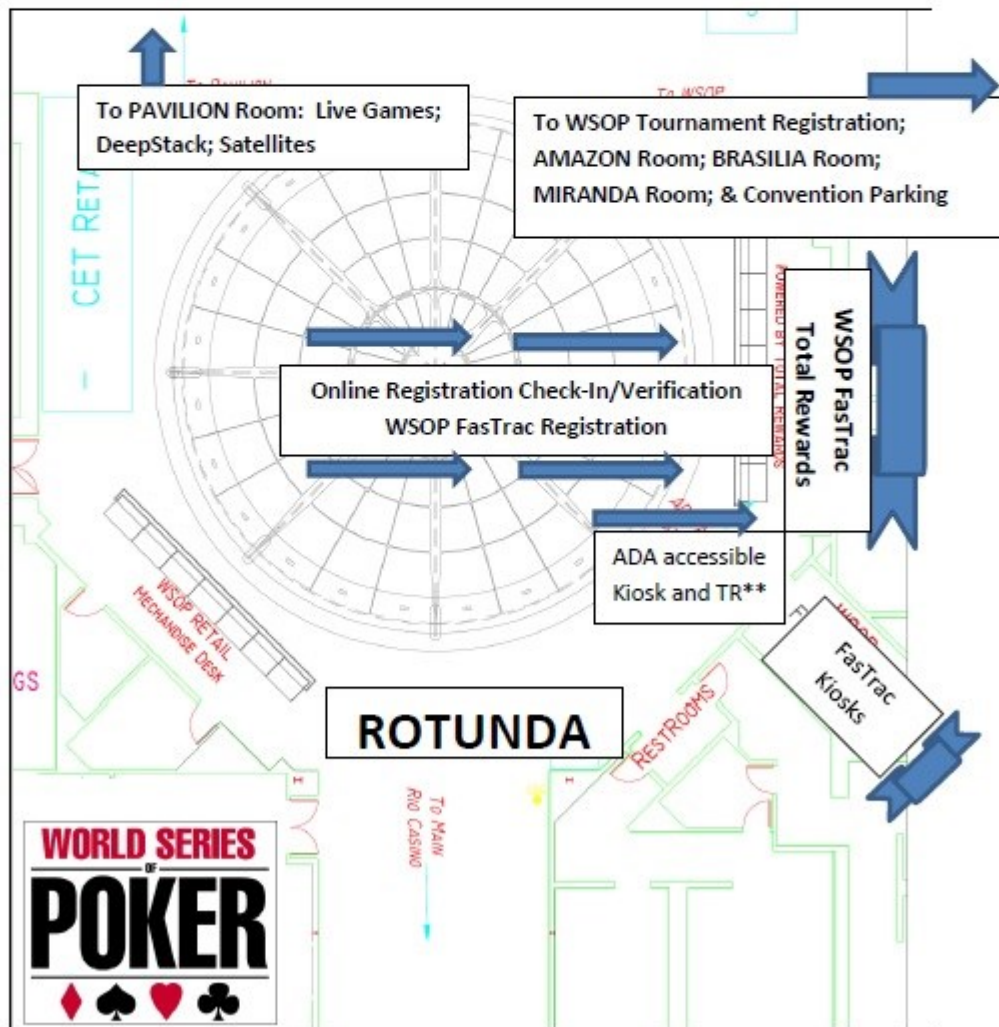 To PAVILION Room: Live Games;
DeepStack; Satellites
To WSOP
To WSOP Tournament Registration;
AMAZON Room; BRASILIA Room;
MIRANDA Room; & Convention Parking
CET RETA
POWERED BY TOTAL REWARDS
WSOP FasTrac
Total Rewards
Online Registration Check-In/Verification
WSOP FasTrac Registration
ADA accessible
Kiosk and TR**
WSOP RETAIL
MECHANDISE DESK
FasTrac
Kiosks
GS
ROTUNDA
RESTROOMS
To MAIN
RIO CASINO
WORLD SERIES
OF
POKER